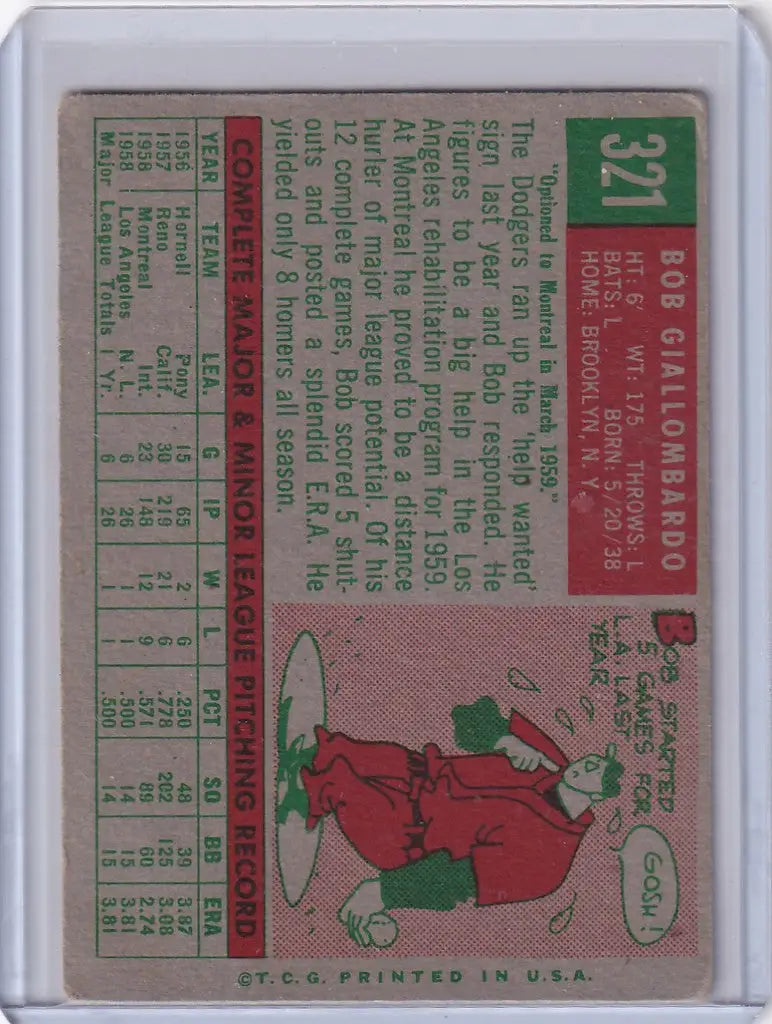 321
BOB GIALLOMBARDO
HT: 6' WT: 175 THROWS: L
BATS: L BORN: 5/20/38
HOME: BROOKLYN, N. Y.
"Optioned to Montreal in March 1959."
The Dodgers ran up the 'help wanted'
sign last year and Bob responded. He
figures to be a big help in the Los
Angeles rehabilitation program for 1959.
At Montreal he proved to be a distance
hurler of major league potential. Of his
12 complete games, Bob scored 5 shut-
outs and posted a splendid E.R.A. He
yielded only 8 homers all season.
BOB STARTED
5 GAMES FOR
L.A. LAST
YEAR
GOSH!
COMPLETE MAJOR & MINOR LEAGUE PITCHING RECORD
YEAR TEAM LEA. G IP W L PCT SO BB ERA
1956 Hornell Pony 15 65 2 6 .250 48 39 3.87
1957 Reno Calif. 30 219 21 6 .778 202 125 3.08
1958 Montreal Int. 23 148 12 9 .571 89 60 2.74
1958 Los Angeles N. L. 6 26 1 1 .500 14 15 3.81
Major League Totals 1 Yr. 6 26 1 1 .500 14 15 3.81
©T.C.G. PRINTED IN U.S.A.